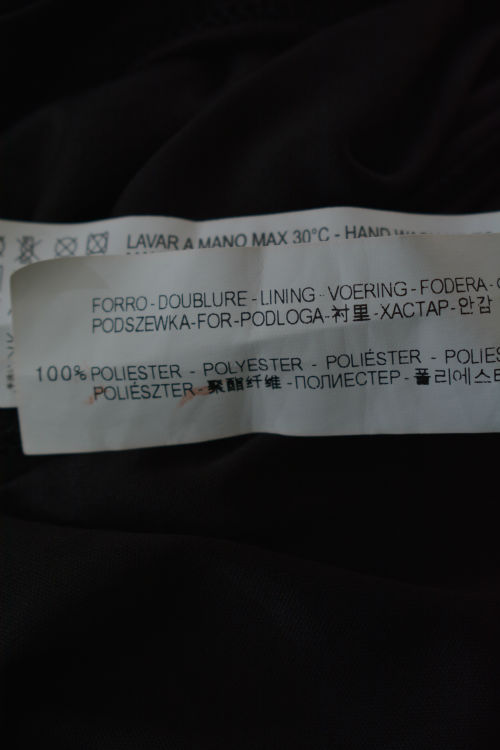 LAVAR A MANO MAX 30°C - HAND
FORRO - DOUBLURE - LINING - VOERING - FODERA -
PODSZEWKA-FOR-PODLOGA-衬里-ХАСТАР-안감
100% POLIESTER - POLYESTER - POLIÉSTER - POLIES
POLIÉSZTER-聚酯纤维-ПОЛИЕСТЕР-폴리에스